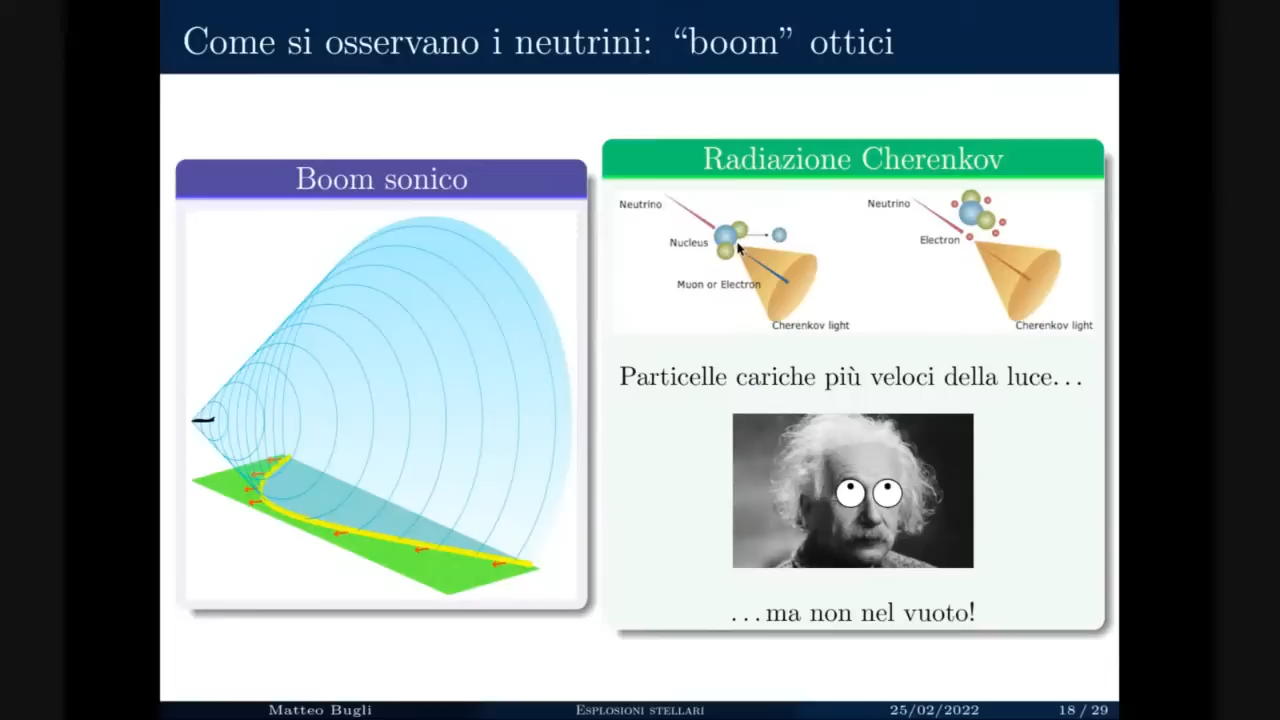 Come si osservano i neutrini: “boom” ottici
Boom sonico
Radiazione Cherenkov
Neutrino
Nucleus
Muon or Electron
Cherenkov light
Neutrino
Electron
Cherenkov light
Particelle cariche più veloci della luce...
...ma non nel vuoto!
Matteo Bugli Esplosioni stellari 25/02/2022 18 / 29